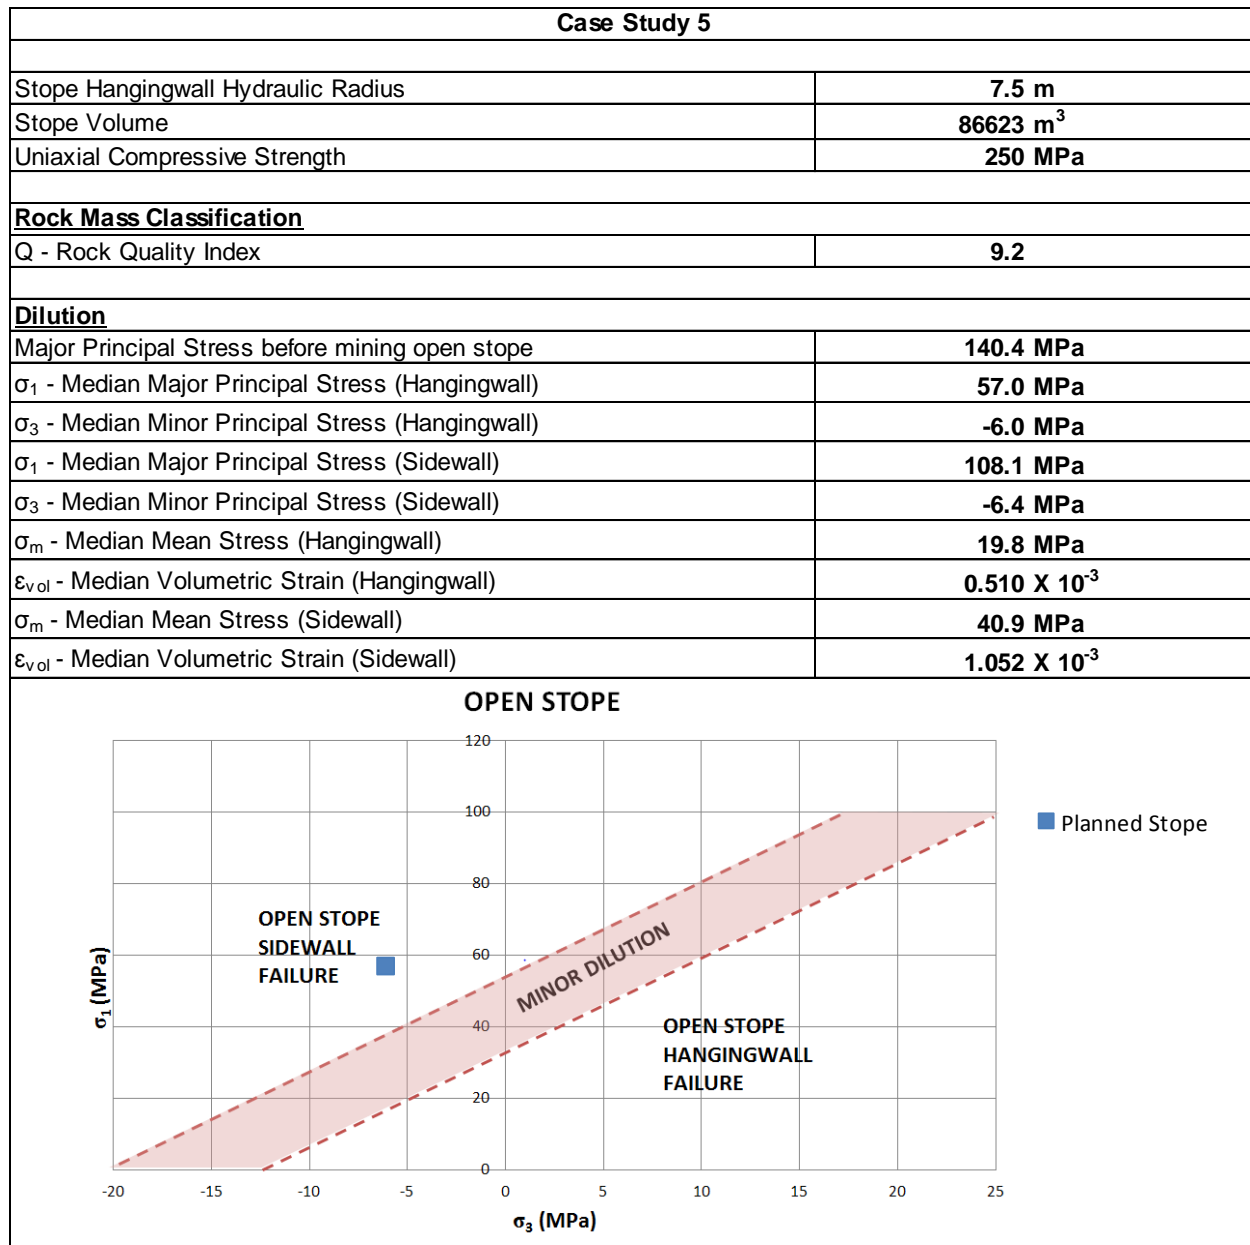 Case Study 5
Stope Hangingwall Hydraulic Radius 7.5 m
Stope Volume 86623 m³
Uniaxial Compressive Strength 250 MPa
Rock Mass Classification
Q - Rock Quality Index 9.2
Dilution
Major Principal Stress before mining open stope 140.4 MPa
σ₁ - Median Major Principal Stress (Hangingwall) 57.0 MPa
σ₃ - Median Minor Principal Stress (Hangingwall) -6.0 MPa
σ₁ - Median Major Principal Stress (Sidewall) 108.1 MPa
σ₃ - Median Minor Principal Stress (Sidewall) -6.4 MPa
σₘ - Median Mean Stress (Hangingwall) 19.8 MPa
εᵥₒₗ - Median Volumetric Strain (Hangingwall) 0.510 X 10⁻³
σₘ - Median Mean Stress (Sidewall) 40.9 MPa
εᵥₒₗ - Median Volumetric Strain (Sidewall) 1.052 X 10⁻³
OPEN STOPE
120
100
80
60
40
20
0
σ₁ (MPa)
OPEN STOPE
SIDEWALL
FAILURE
MINOR DILUTION
OPEN STOPE
HANGINGWALL
FAILURE
Planned Stope
-20 -15 -10 -5 0 5 10 15 20 25
σ₃ (MPa)